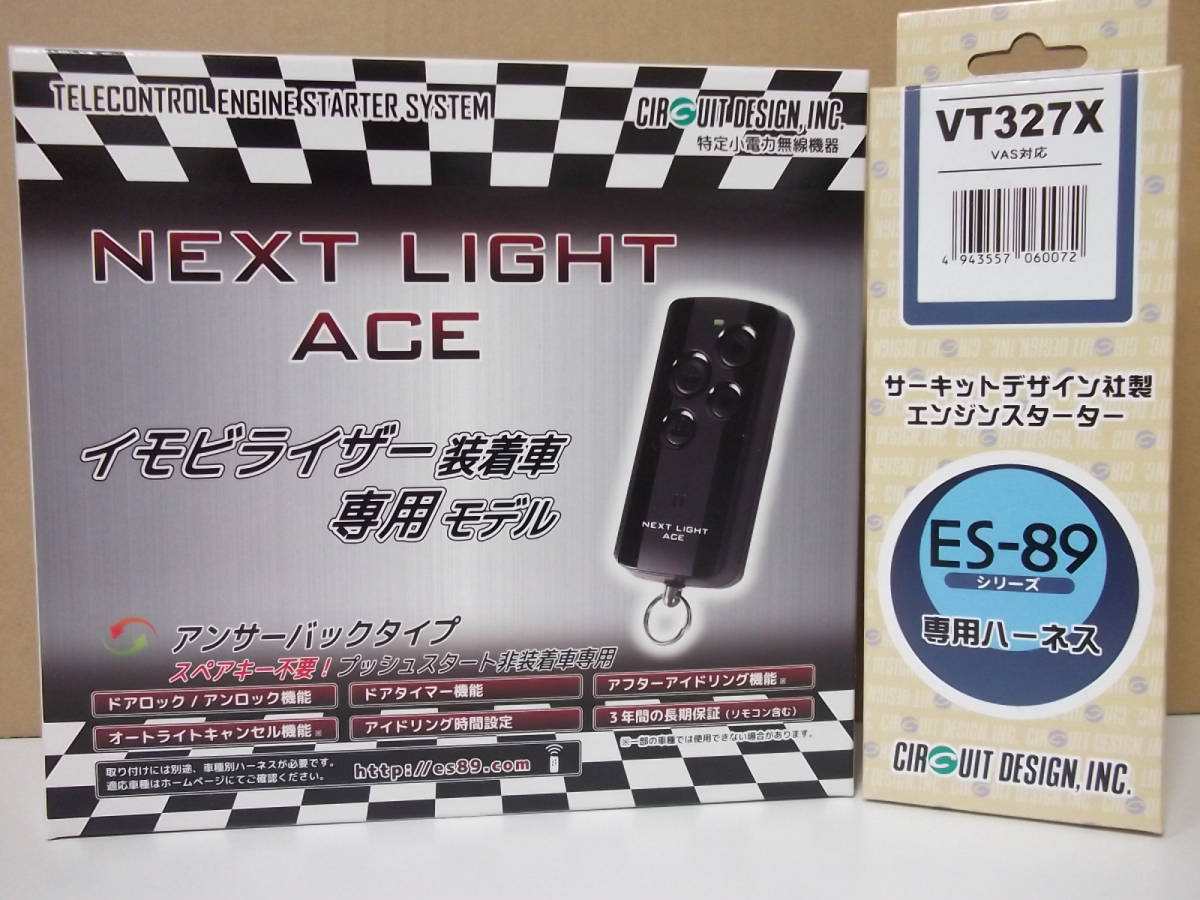 TELECONTROL ENGINE STARTER SYSTEM
CIRCUIT DESIGN, INC.
特定小電力無線機器
NEXT LIGHT
ACE
イモビライザー装着車
専用モデル
NEXT LIGHT
ACE
アンサーバックタイプ
スペアキー不要!プッシュスタート非装着車専用
ドアロック / アンロック機能
ドアタイマー機能
アフターアイドリング機能※
オートライトキャンセル機能※
アイドリング時間設定
3年間の長期保証(リモコン含む)
※一部の車種では使用できない場合があります。
取り付けには別途、車種別ハーネスが必要です。
適応車種はホームページにてご確認ください。
http://es89.com
VT327X
VAS対応
4 943557 060072
サーキットデザイン社製
エンジンスターター
ES-89
シリーズ
専用ハーネス
CIRCUIT DESIGN, INC.